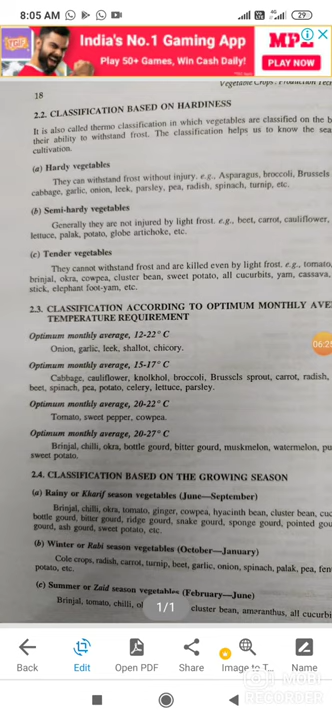 8:05 AM
4G
29
India's No.1 Gaming App
Play 50+ Games, Win Cash Daily!
MPL
PLAY NOW
Vegetable Crops: Production Tech
18
2.2. CLASSIFICATION BASED ON HARDINESS
It is also called thermo classification in which vegetables are classified on the b
their ability to withstand frost. The classification helps us to know the sea
cultivation.
(a) Hardy vegetables
They can withstand frost without injury. e.g., Asparagus, broccoli, Brussels
cabbage, garlic, onion, leek, parsley, pea, radish, spinach, turnip, etc.
(b) Semi-hardy vegetables
Generally they are not injured by light frost. e.g., beet, carrot, cauliflower,
lettuce, palak, potato, globe artichoke, etc.
(c) Tender vegetables
They cannot withstand frost and are killed even by light frost. e.g., tomato,
brinjal, okra, cowpea, cluster bean, sweet potato, all cucurbits, yam, cassava,
stick, elephant foot-yam, etc.
2.3. CLASSIFICATION ACCORDING TO OPTIMUM MONTHLY AVE
TEMPERATURE REQUIREMENT
Optimum monthly average, 12-22° C
Onion, garlic, leek, shallot, chicory.
06:25
Optimum monthly average, 15-17° C
Cabbage, cauliflower, knolkhol, broccoli, Brussels sprout, carrot, radish,
beet, spinach, pea, potato, celery, lettuce, parsley.
Optimum monthly average, 20-22° C
Tomato, sweet pepper, cowpea.
Optimum monthly average, 20-27° C
Brinjal, chilli, okra, bottle gourd, bitter gourd, muskmelon, watermelon, pu
sweet potato.
2.4. CLASSIFICATION BASED ON THE GROWING SEASON
(a) Rainy or Kharif season vegetables (June—September)
Brinjal, chilli, okra, tomato, ginger, cowpea, hyacinth bean, cluster bean, cuc
bottle gourd, bitter gourd, ridge gourd, snake gourd, sponge gourd, pointed gou
gourd, ash gourd, sweet potato, etc.
(b) Winter or Rabi season vegetables (October—January)
Cole crops, radish, carrot, turnip, beet, garlic, onion, spinach, palak, pea, fen
potato, etc.
(c) Summer or Zaid season vegetables (February—June)
Brinjal, tomato, chilli, ol cluster bean, amaranthus, all cucurbi
1/1
Back
Edit
Open PDF
Share
Image to T...
Name
MOBI
RECORDER